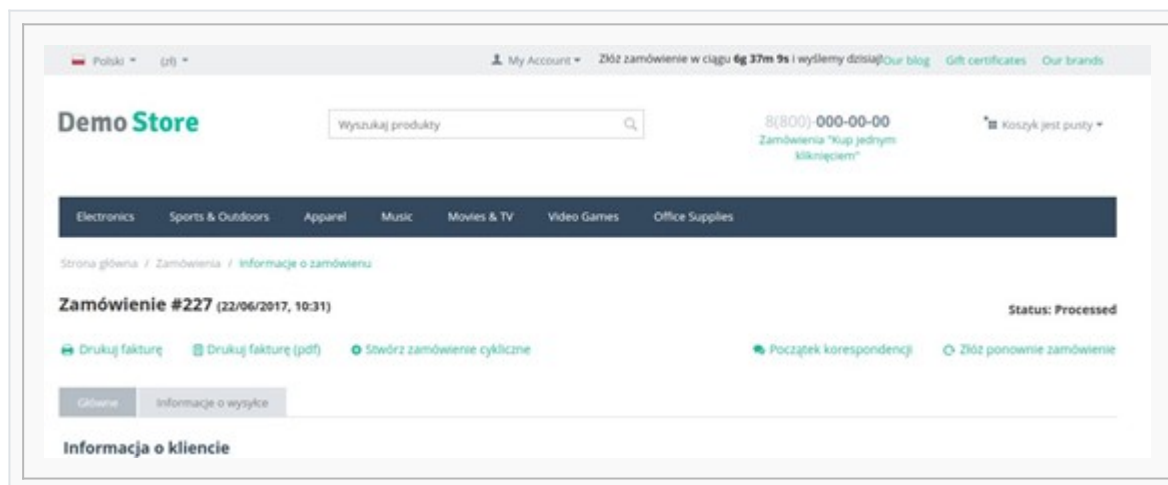 Polski (zł) My Account Złóż zamówienie w ciągu 6g 37m 9s i wyślemy dzisiaj! Our blog Gift certificates Our brands
Demo Store Wyszukaj produkty 8(800)-000-00-00 Koszyk jest pusty
Zamówienia "Kup jednym
kliknięciem"
Electronics Sports & Outdoors Apparel Music Movies & TV Video Games Office Supplies
Strona główna / Zamówienia / Informacje o zamówienu
Zamówienie #227 (22/06/2017, 10:31) Status: Processed
Drukuj fakturę Drukuj fakturę (pdf) Stwórz zamówienie cykliczne Początek korespondencji Złóż ponownie zamówienie
Główne Informacje o wysyłce
Informacja o kliencie